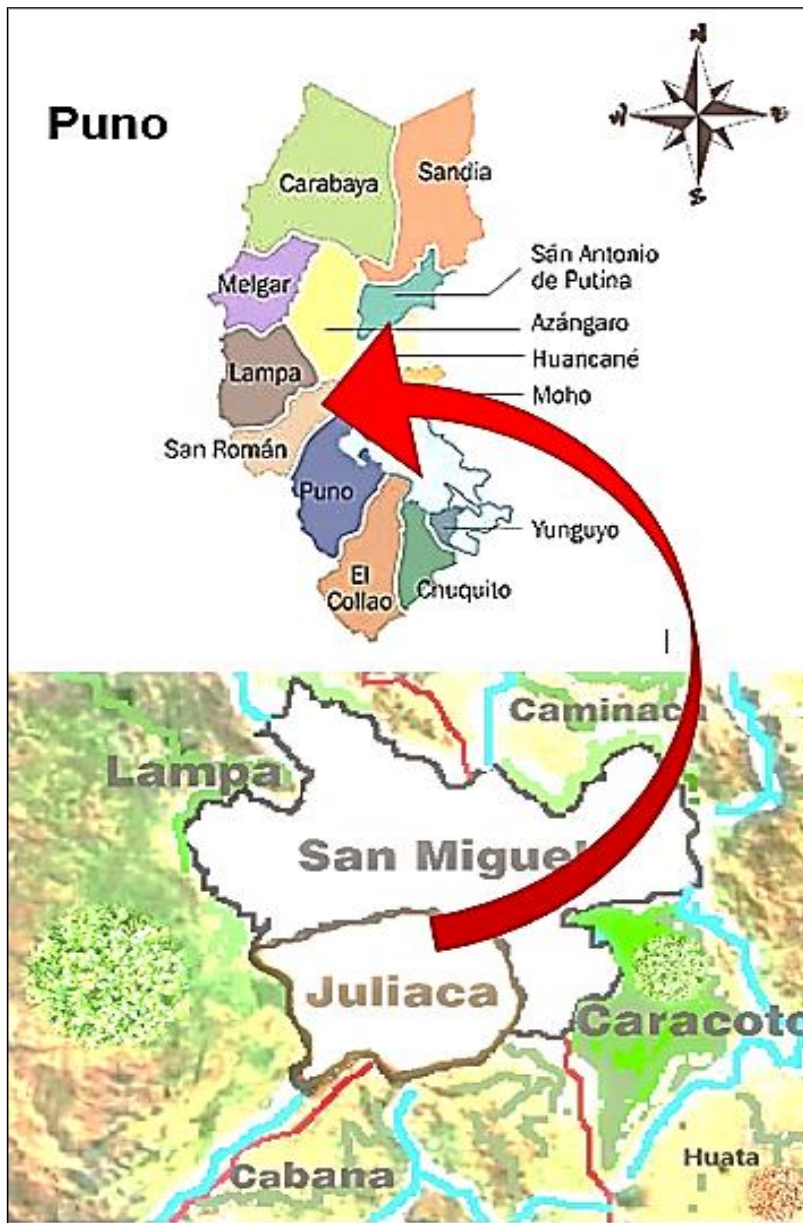 N
Puno
W
E
S
Carabaya
Sandia
Sán Antonio
de Putina
Melgar
Azángaro
Huancané
Lampa
Moho
San Román
Puno
Yunguyo
El
Collao
Chuquito
Caminaca
Lampa
San Miguel
Juliaca
Caracoto
Huata
Cabana